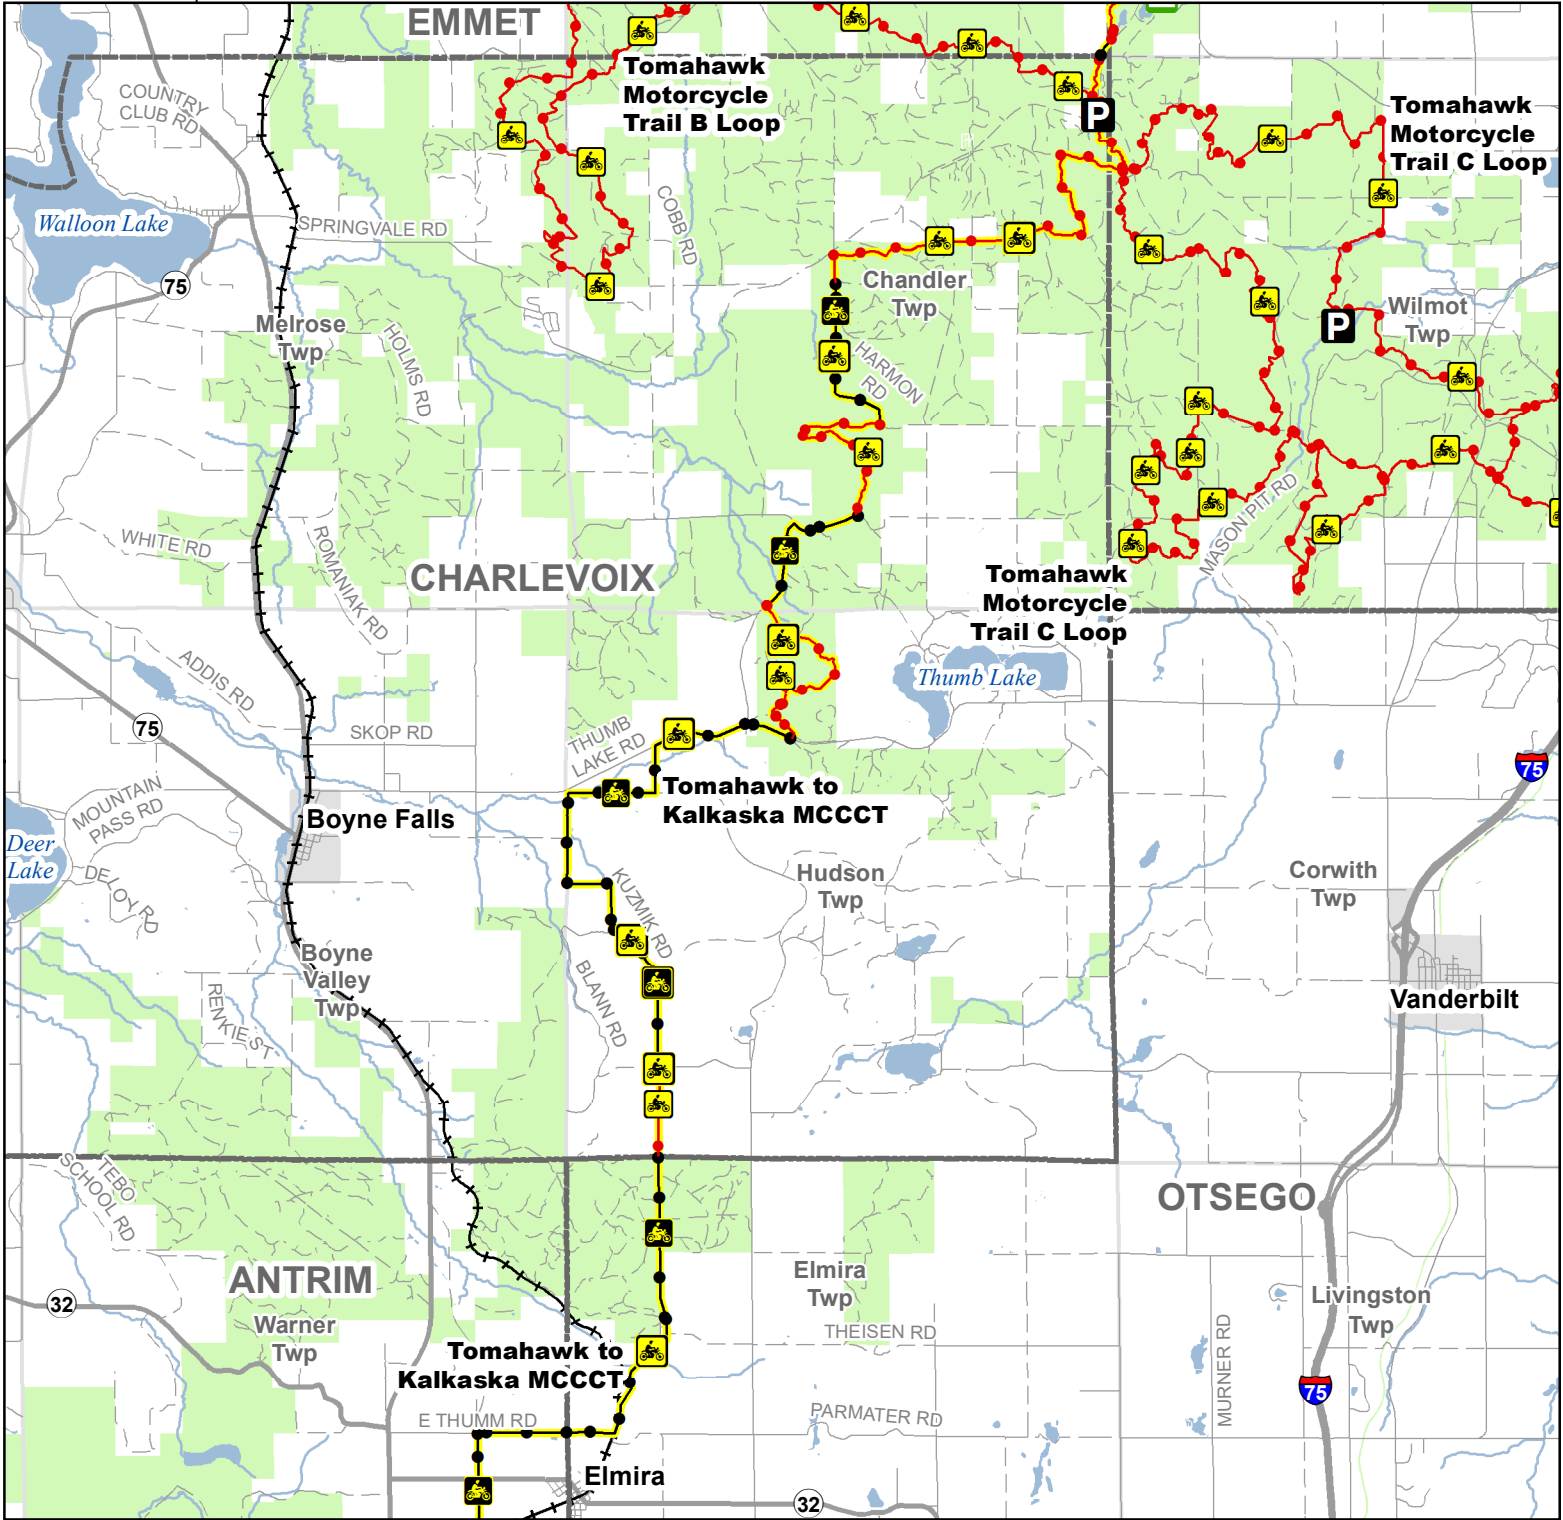 EMMET
Tomahawk
Motorcycle
Trail B Loop
P
Tomahawk
Motorcycle
Trail C Loop
COUNTRY
CLUB RD
Walloon Lake
SPRINGVALE RD
COBB RD
75
Chandler
Twp
Melrose
Twp
HOLMS RD
HARMON
RD
P
Wilmot
Twp
WHITE RD
ROMANIAK RD
MASON PIT RD
CHARLEVOIX
Tomahawk
Motorcycle
Trail C Loop
ADDIS RD
Thumb Lake
75
SKOP RD
THUMB
LAKE RD
75
MOUNTAIN
PASS RD
Boyne Falls
Tomahawk to
Kalkaska MCCCT
Deer
Lake
DELOY RD
KUZMIK RD
Hudson
Twp
Corwith
Twp
Boyne
Valley
Twp
BLANN RD
RENKIE ST
Vanderbilt
TEBO
SCHOOL RD
OTSEGO
ANTRIM
Elmira
Twp
32
Warner
Twp
THEISEN RD
Livingston
Twp
MURNER RD
Tomahawk to
Kalkaska MCCCT
75
E THUMM RD
PARMATER RD
Elmira
32